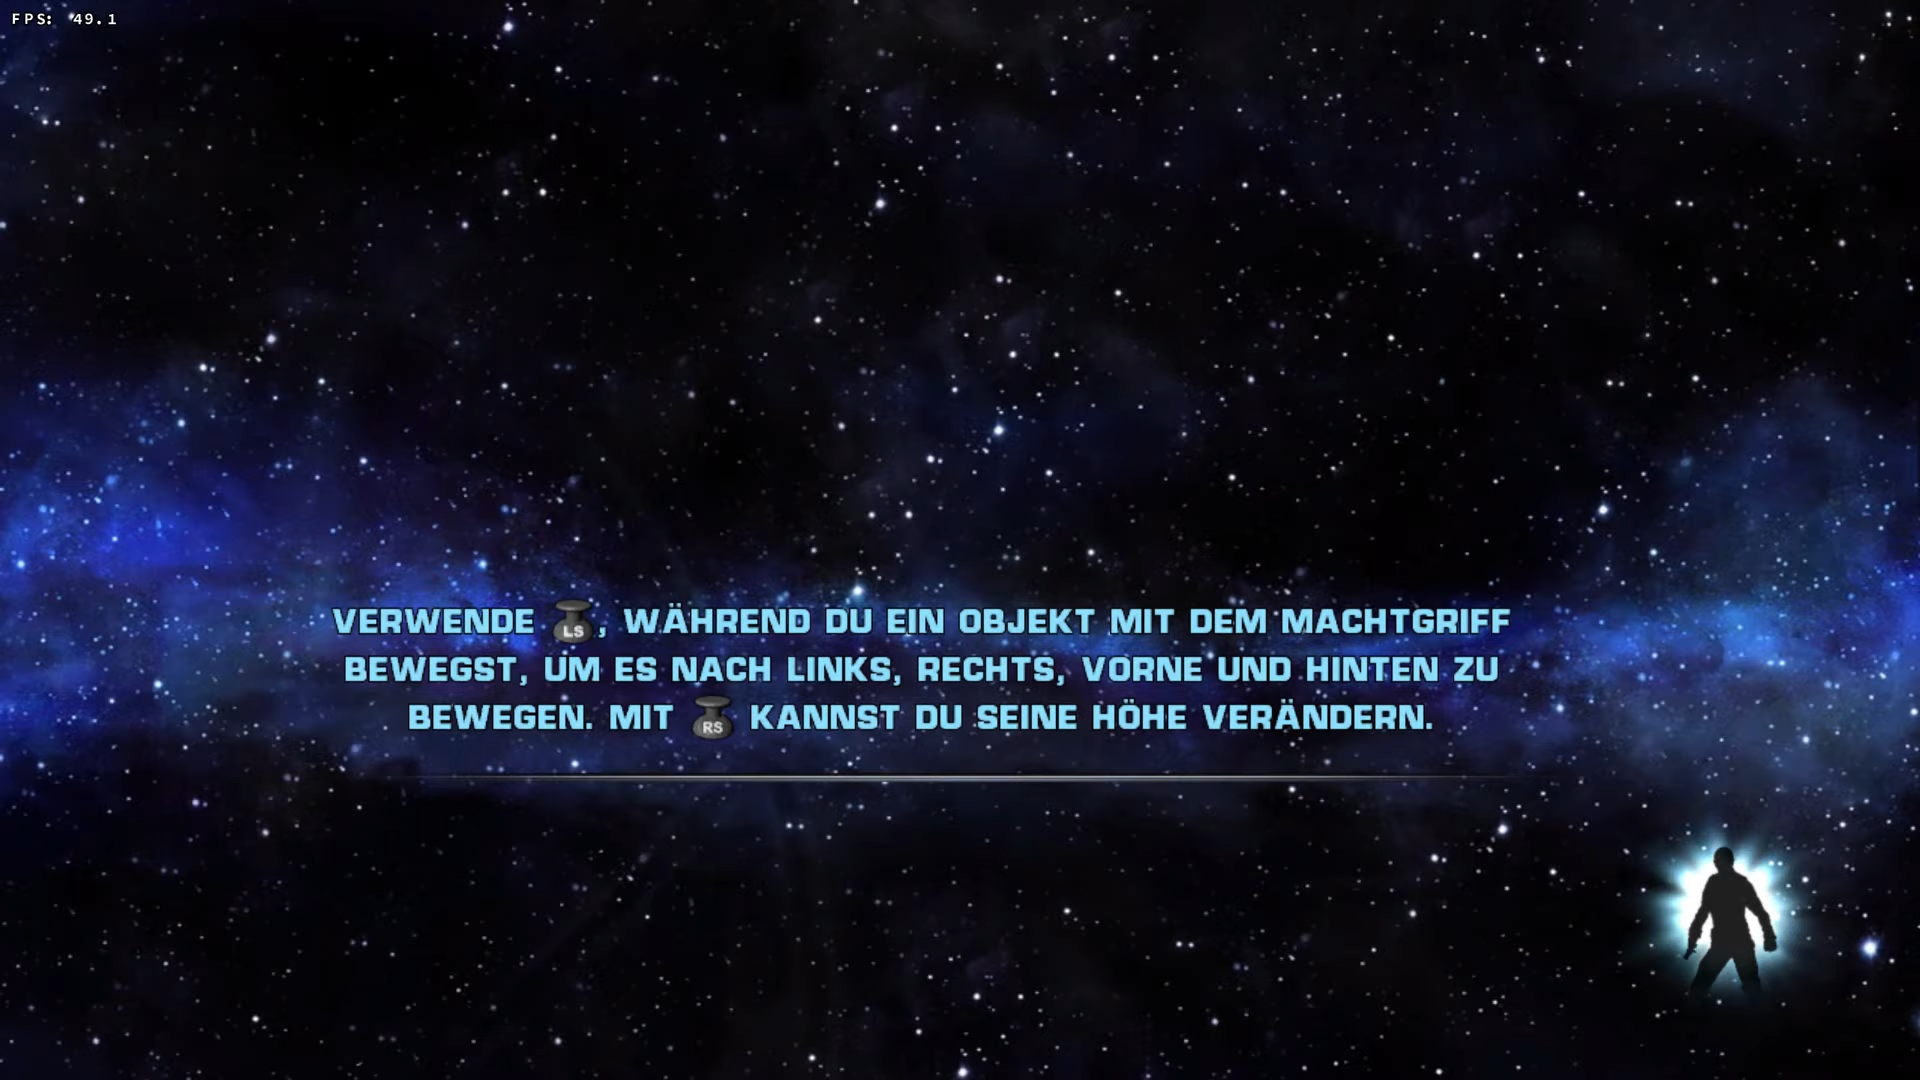 FPS: 49.1
VERWENDE LS, WÄHREND DU EIN OBJEKT MIT DEM MACHTGRIFF
BEWEGST, UM ES NACH LINKS, RECHTS, VORNE UND HINTEN ZU
BEWEGEN. MIT RS KANNST DU SEINE HÖHE VERÄNDERN.